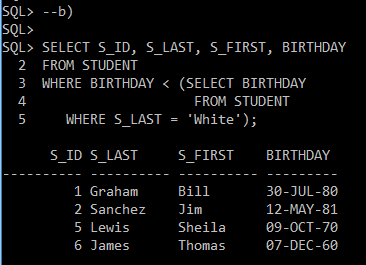 SQL> --b)
SQL>
SQL> SELECT S_ID, S_LAST, S_FIRST, BIRTHDAY
  2  FROM STUDENT
  3  WHERE BIRTHDAY < (SELECT BIRTHDAY
  4                    FROM STUDENT
  5     WHERE S_LAST = 'White');

      S_ID S_LAST     S_FIRST    BIRTHDAY
---------- ---------- ---------- ---------
         1 Graham     Bill       30-JUL-80
         2 Sanchez    Jim        12-MAY-81
         5 Lewis      Sheila     09-OCT-70
         6 James      Thomas     07-DEC-60